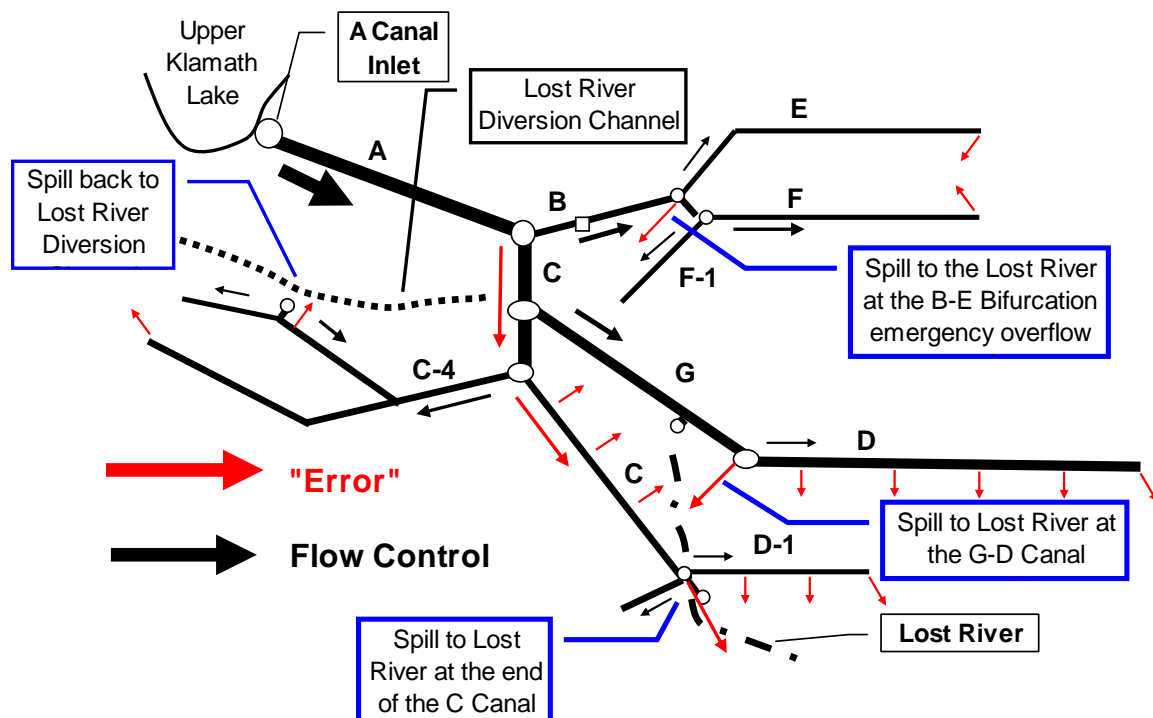 Upper
Klamath
Lake
A Canal
Inlet
Lost River
Diversion Channel
A
B
E
F
F-1
C
Spill back to
Lost River
Diversion
Spill to the Lost River
at the B-E Bifurcation
emergency overflow
C-4
G
D
C
"Error"
Flow Control
Spill to Lost River at
the G-D Canal
D-1
Spill to Lost
River at the end
of the C Canal
Lost River